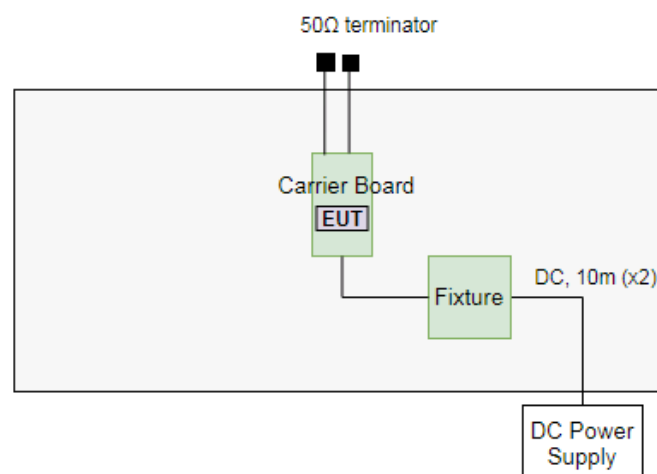 50Ω terminator
Carrier Board
EUT
DC, 10m (x2)
Fixture
DC Power
Supply